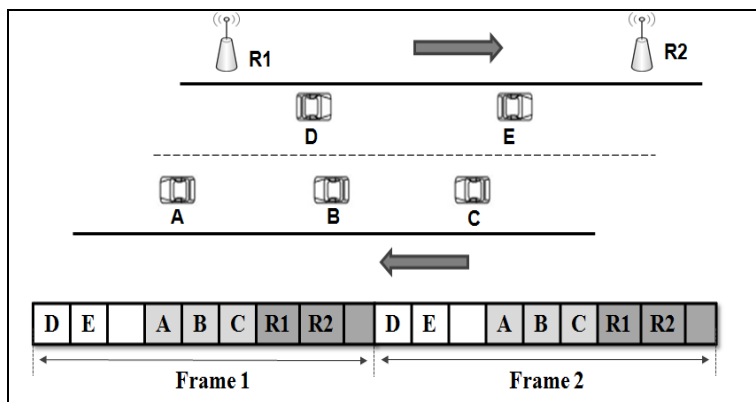 R1
R2
D
E
A
B
C
D E A B C R1 R2 D E A B C R1 R2
Frame 1
Frame 2